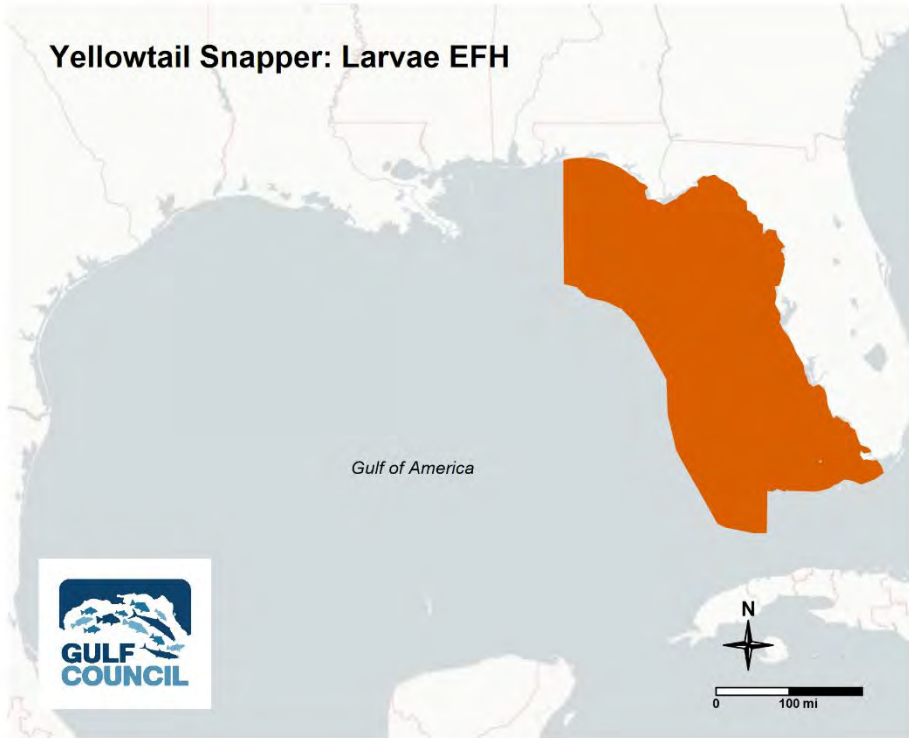 Yellowtail Snapper: Larvae EFH
Gulf of America
GULF
COUNCIL
N
0 100 mi